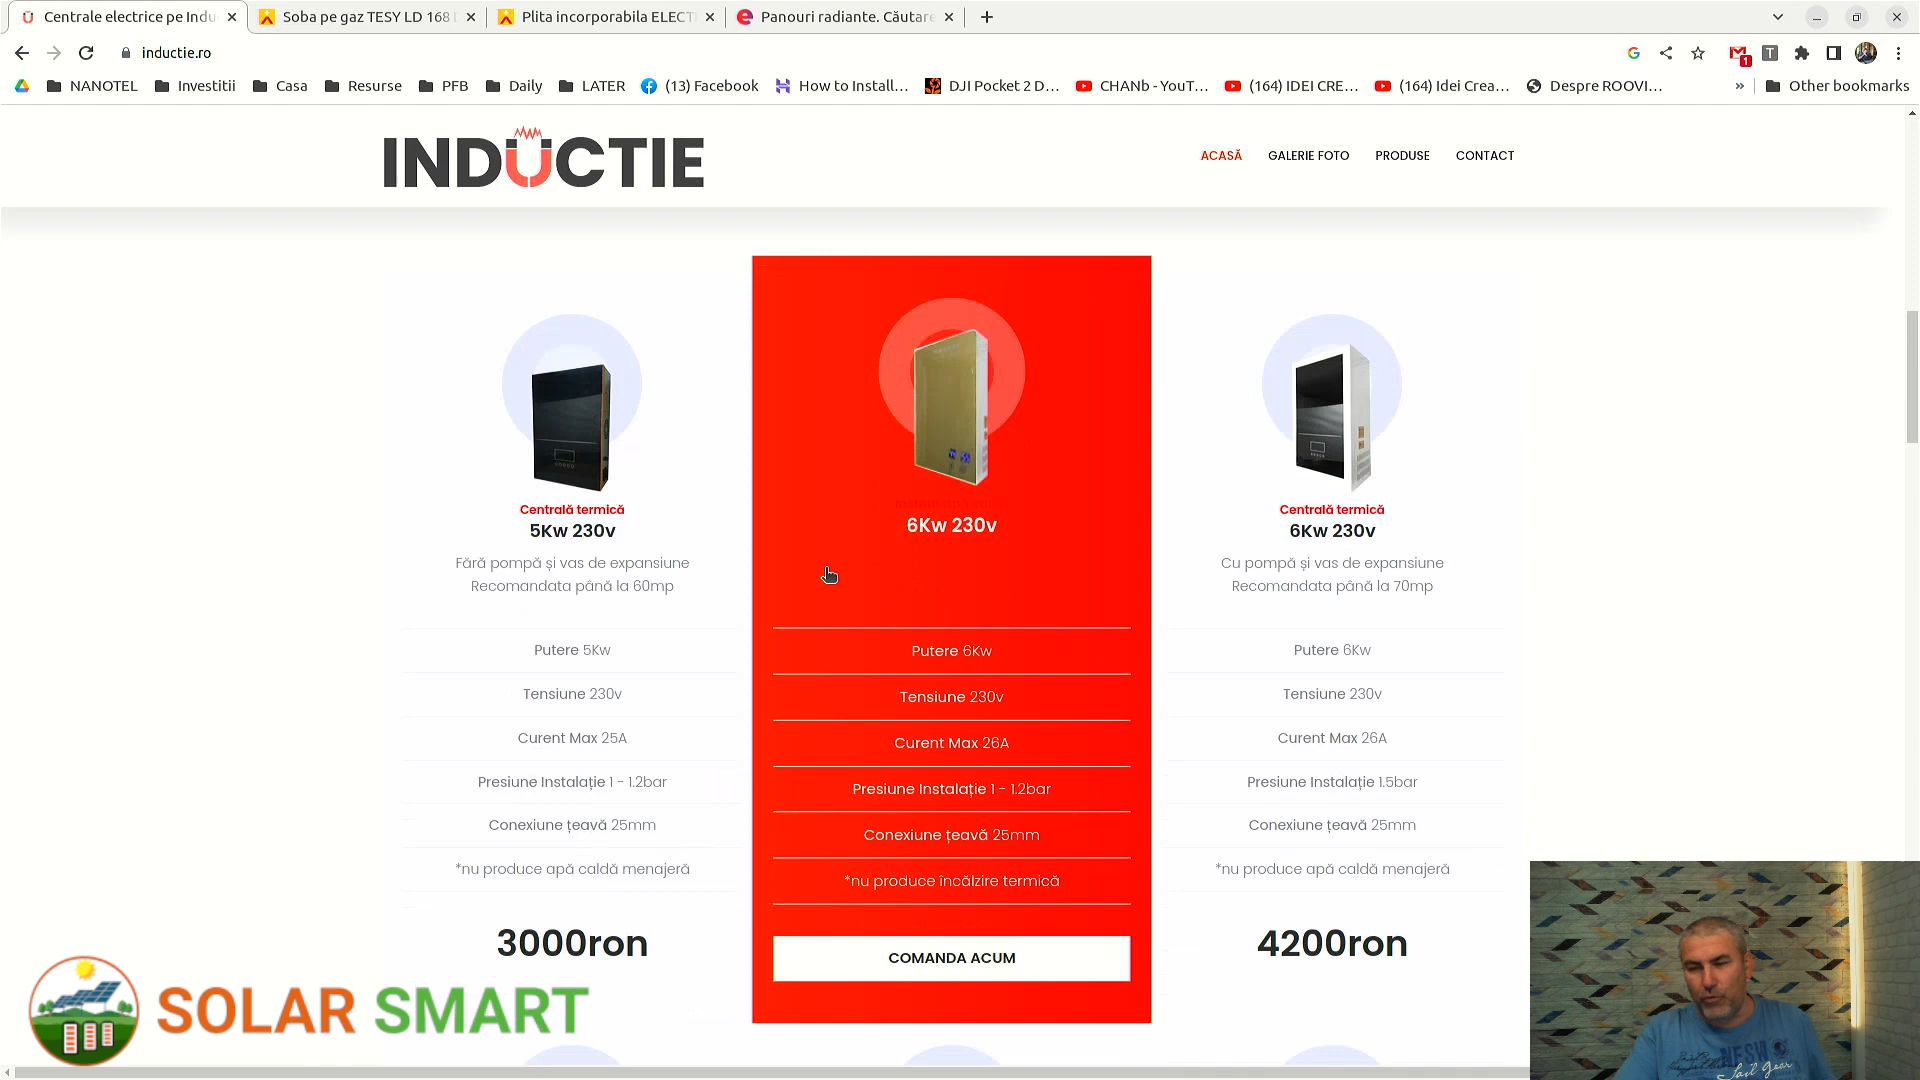 Centrale electrice pe Indu
Soba pe gaz TESY LD 168
Plita incorporabila ELECT
Panouri radiante. Căutare
inductie.ro
1
NANOTEL
Investitii
Casa
Resurse
PFB
Daily
LATER
(13) Facebook
How to Install…
DJI Pocket 2 D…
CHANb - YouT…
(164) IDEI CRE…
(164) Idei Crea…
Despre ROOVI…
»
Other bookmarks
INDUCTIE
ACASĂ
GALERIE FOTO
PRODUSE
CONTACT
Centrală termică
5Kw 230v
Fără pompă și vas de expansiune
Recomandata până la 60mp
Putere 5Kw
Tensiune 230v
Curent Max 25A
Presiune Instalație 1 - 1.2bar
Conexiune țeavă 25mm
*nu produce apă caldă menajeră
3000ron
6Kw 230v
Putere 6Kw
Tensiune 230v
Curent Max 26A
Presiune Instalație 1 - 1.2bar
Conexiune țeavă 25mm
*nu produce încălzire termică
COMANDA ACUM
Centrală termică
6Kw 230v
Cu pompă și vas de expansiune
Recomandata până la 70mp
Putere 6Kw
Tensiune 230v
Curent Max 26A
Presiune Instalație 1.5bar
Conexiune țeavă 25mm
*nu produce apă caldă menajeră
4200ron
SOLAR SMART